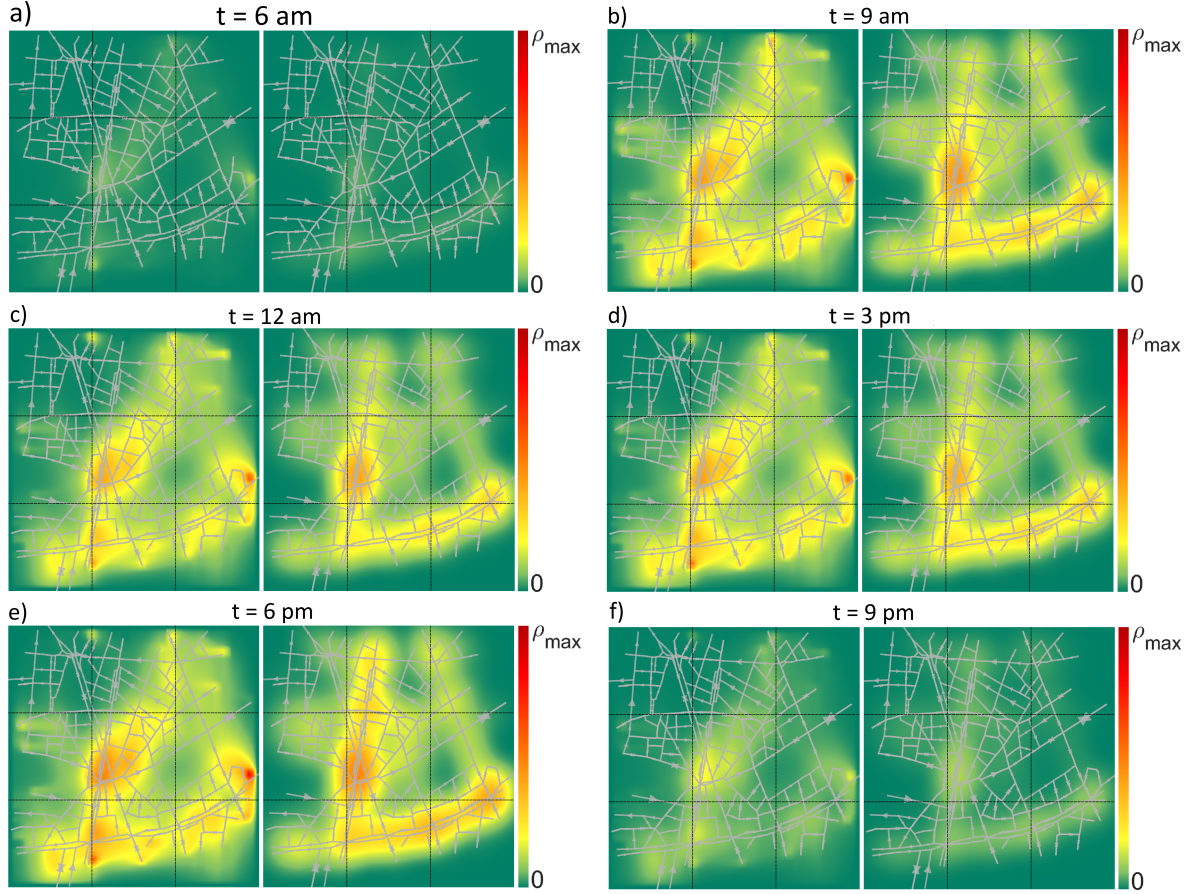 a)
t = 6 am
ρmax
0
b)
t = 9 am
ρmax
0
c)
t = 12 am
ρmax
0
d)
t = 3 pm
ρmax
0
e)
t = 6 pm
ρmax
0
f)
t = 9 pm
ρmax
0